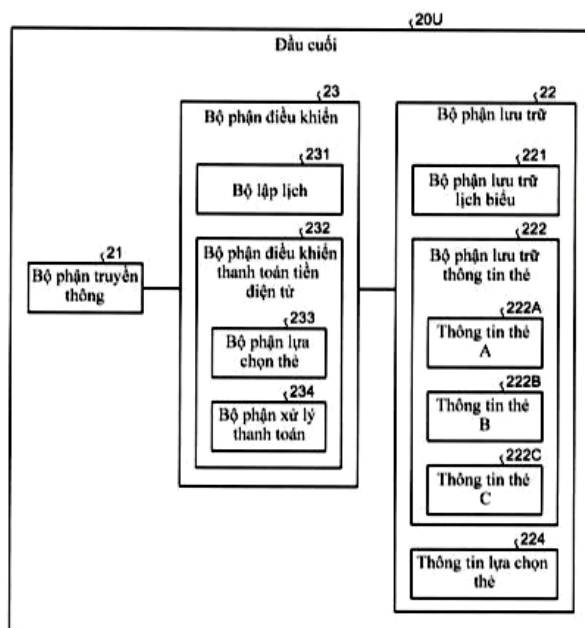 20U
Đầu cuối
23
Bộ phận điều khiển
231
Bộ lập lịch
232
Bộ phận điều khiển
thanh toán tiền
điện tử
233
Bộ phận lựa
chọn thẻ
234
Bộ phận xử lý
thanh toán
21
Bộ phận truyền
thông
22
Bộ phận lưu trữ
221
Bộ phận lưu trữ
lịch biểu
222
Bộ phận lưu trữ
thông tin thẻ
222A
Thông tin thẻ
A
222B
Thông tin thẻ
B
222C
Thông tin thẻ
C
224
Thông tin lựa chọn
thẻ